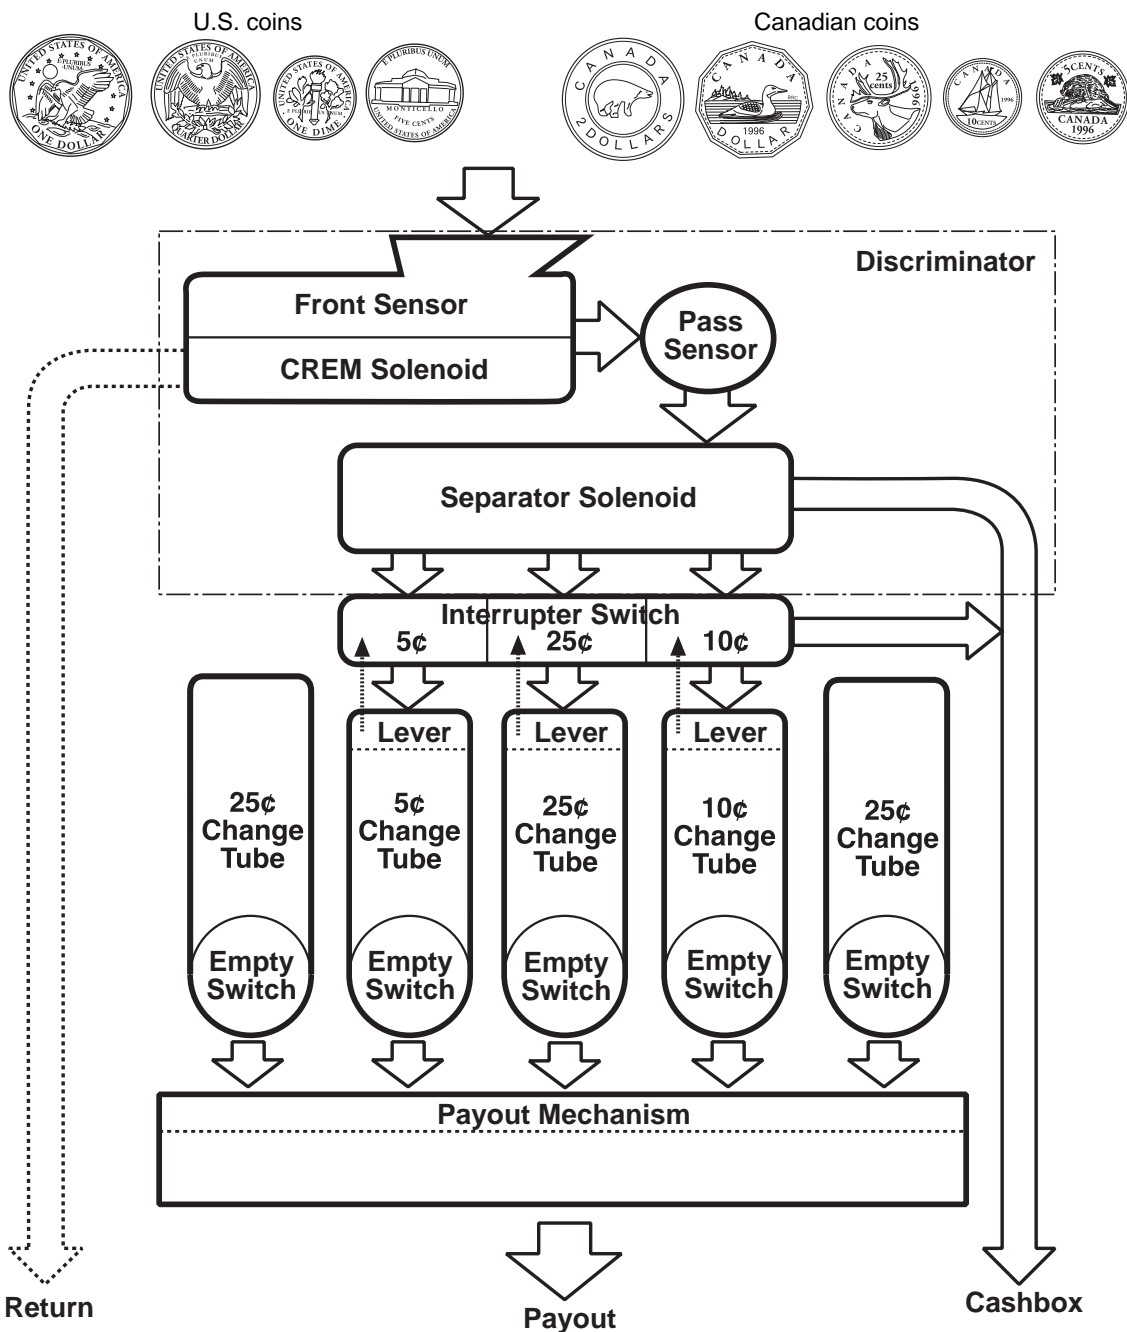 U.S. coins
Canadian coins
UNITED STATES OF AMERICA
E·PLURIBUS
·UNUM·
ONE DOLLAR
UNITED STATES OF AMERICA
E PLURIBUS
UNUM
QUARTER DOLLAR
UNITED STATES OF AMERICA
ONE DIME
E PLURIBUS UNUM
MONTICELLO
FIVE CENTS
UNITED STATES OF AMERICA
CANADA
2 DOLLARS
CANADA
1996
DOLLAR
CANADA
25
cents
1996
CANADA
1996
10CENTS
5CENTS
CANADA
1996
Discriminator
Front Sensor
CREM Solenoid
Pass
Sensor
Separator Solenoid
Interrupter Switch
5¢
25¢
10¢
Lever
Lever
Lever
25¢
Change
Tube
5¢
Change
Tube
25¢
Change
Tube
10¢
Change
Tube
25¢
Change
Tube
Empty
Switch
Empty
Switch
Empty
Switch
Empty
Switch
Empty
Switch
Payout Mechanism
Return
Payout
Cashbox